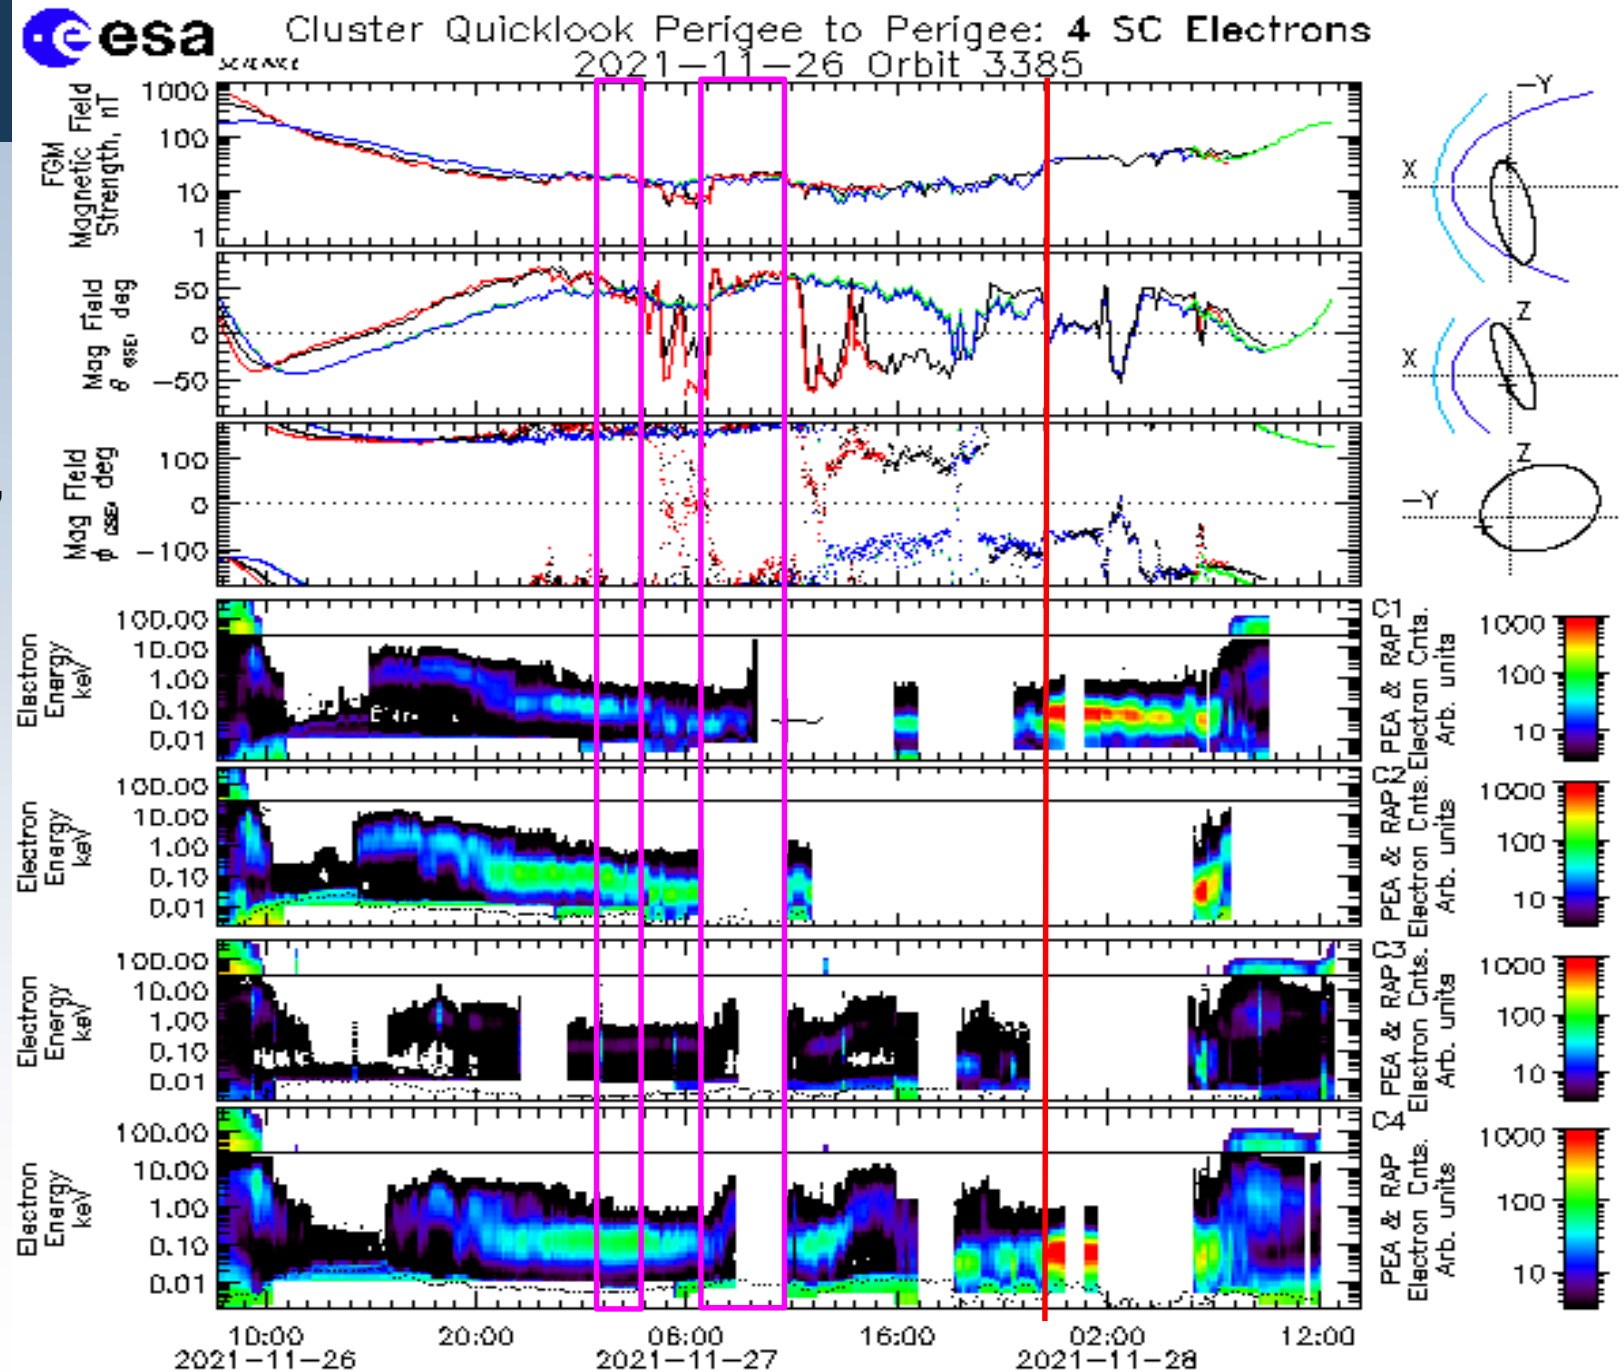 esa
Cluster Quicklook Perigee to Perigee: 4 SC Electrons
SCIENCE
2021-11-26 Orbit 3385
FGM
Magnetic Field
Strength, nT
1000
100
10
1
Mag Field
θ GSE, deg
50
0
-50
Mag Field
ϕ GSE, deg
100
0
-100
Electron
Energy
keV
100.00
10.00
1.00
0.10
0.01
C1
PEA & RAP
Electron Cnts.
Arb. units
1000
100
10
Electron
Energy
keV
100.00
10.00
1.00
0.10
0.01
C2
PEA & RAP
Electron Cnts.
Arb. units
1000
100
10
Electron
Energy
keV
100.00
10.00
1.00
0.10
0.01
C3
PEA & RAP
Electron Cnts.
Arb. units
1000
100
10
Electron
Energy
keV
100.00
10.00
1.00
0.10
0.01
C4
PEA & RAP
Electron Cnts.
Arb. units
1000
100
10
10:00
20:00
06:00
16:00
02:00
12:00
2021-11-26
2021-11-27
2021-11-28
-Y
X
Z
X
Z
-Y